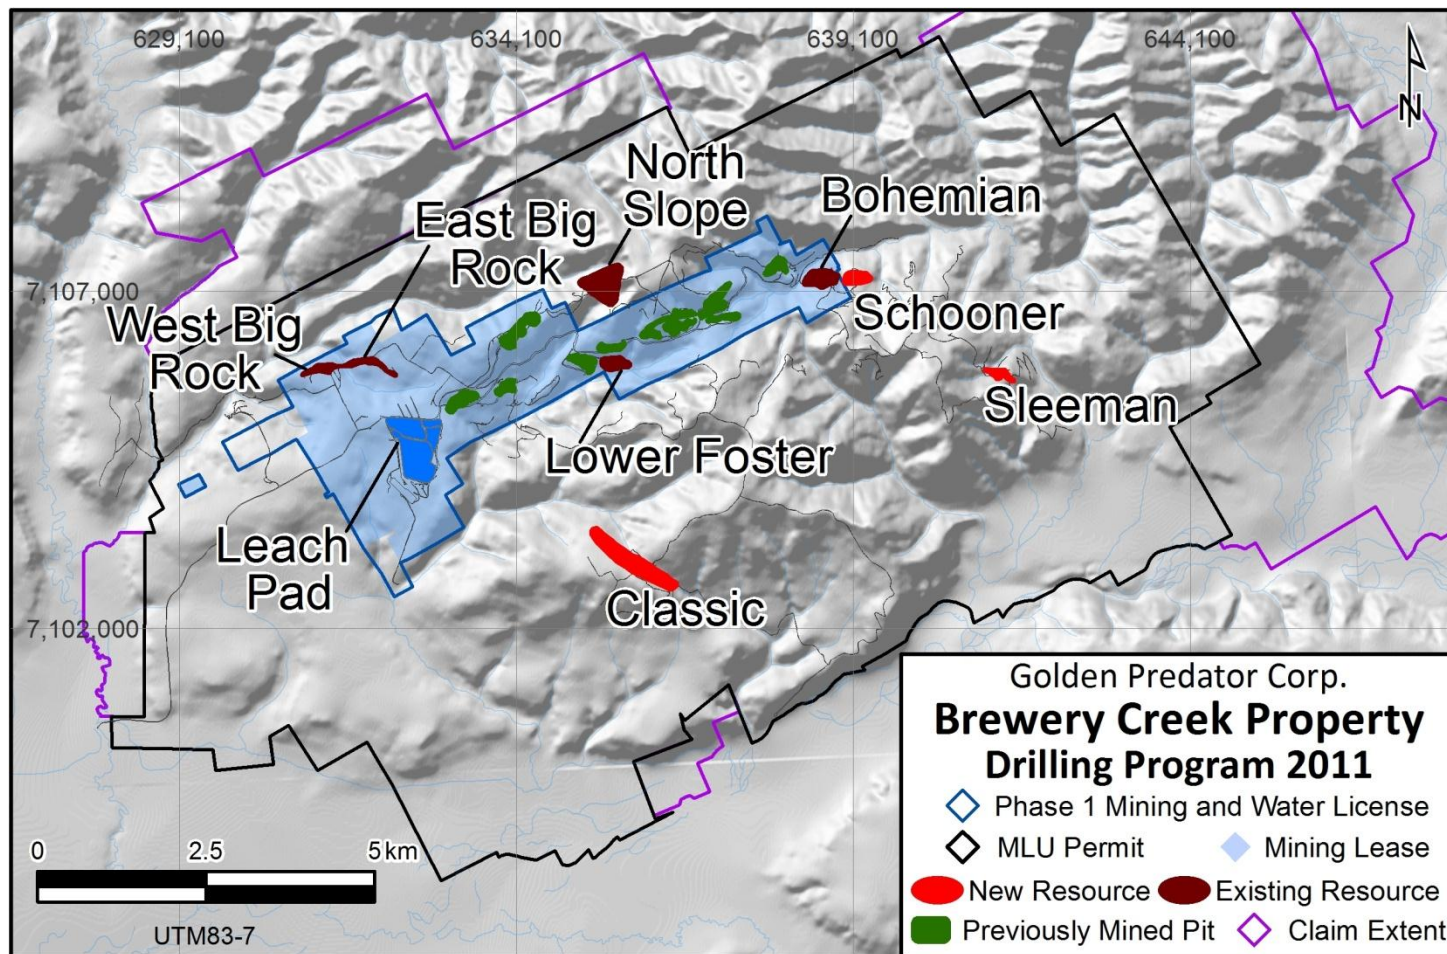 629,100 634,100 639,100 644,100
N
North
Slope
Bohemian
East Big
Rock
7,107,000
West Big
Rock
Schooner
Sleeman
Lower Foster
Leach
Pad
Classic
7,102,000
Golden Predator Corp.
Brewery Creek Property
Drilling Program 2011
Phase 1 Mining and Water License
MLU Permit Mining Lease
New Resource Existing Resource
Previously Mined Pit Claim Extent
0 2.5 5 km
UTM83-7